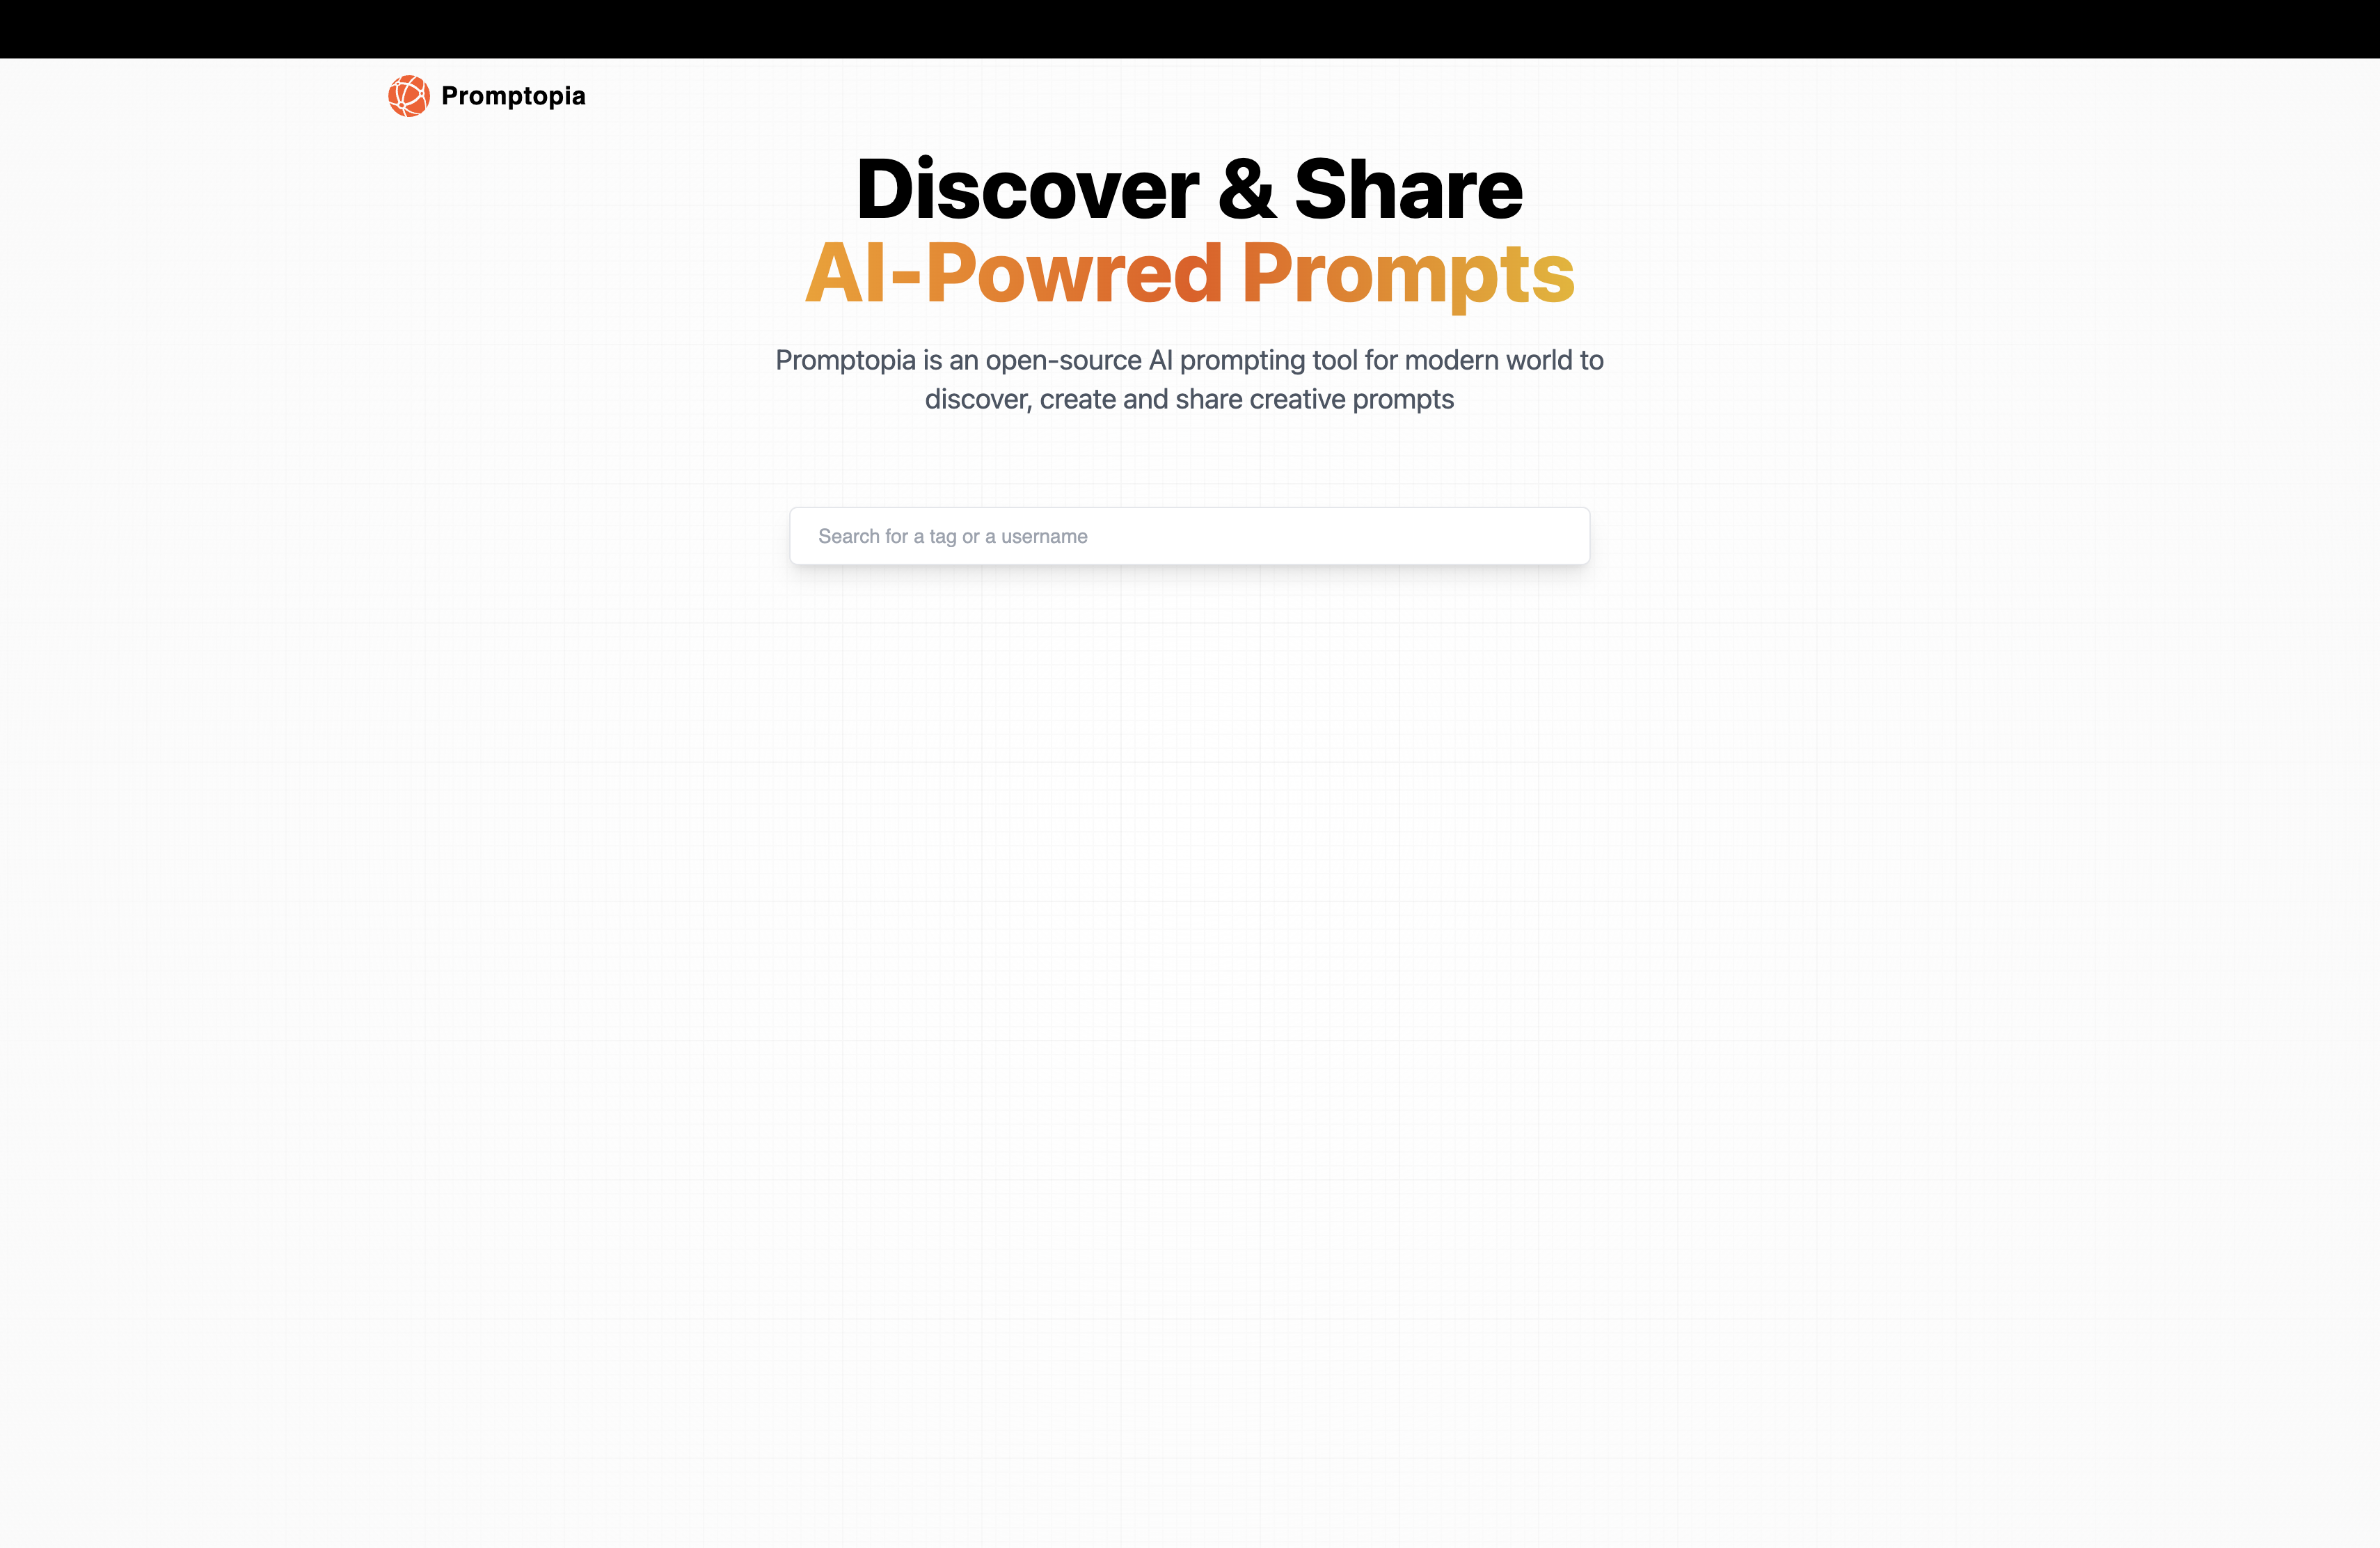 Promptopia
Discover & Share
AI-Powred Prompts
Promptopia is an open-source AI prompting tool for modern world to
discover, create and share creative prompts
Search for a tag or a username